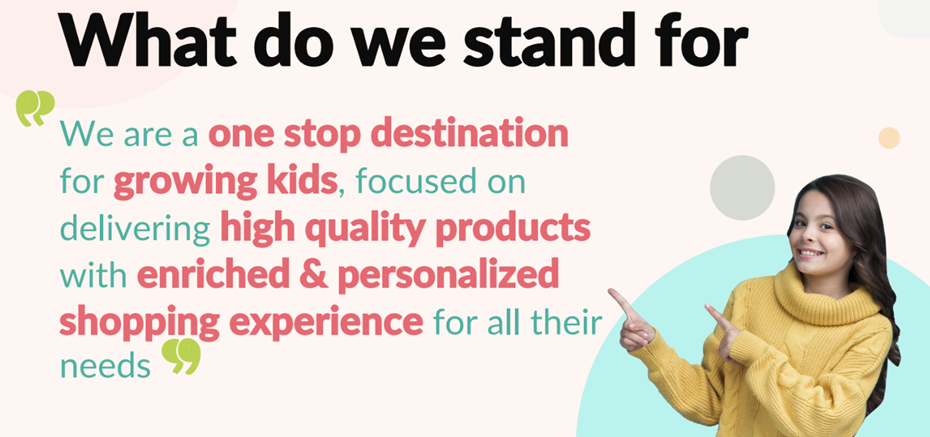 What do we stand for
❝ We are a one stop destination
for growing kids, focused on
delivering high quality products
with enriched & personalized
shopping experience for all their
needs ❞